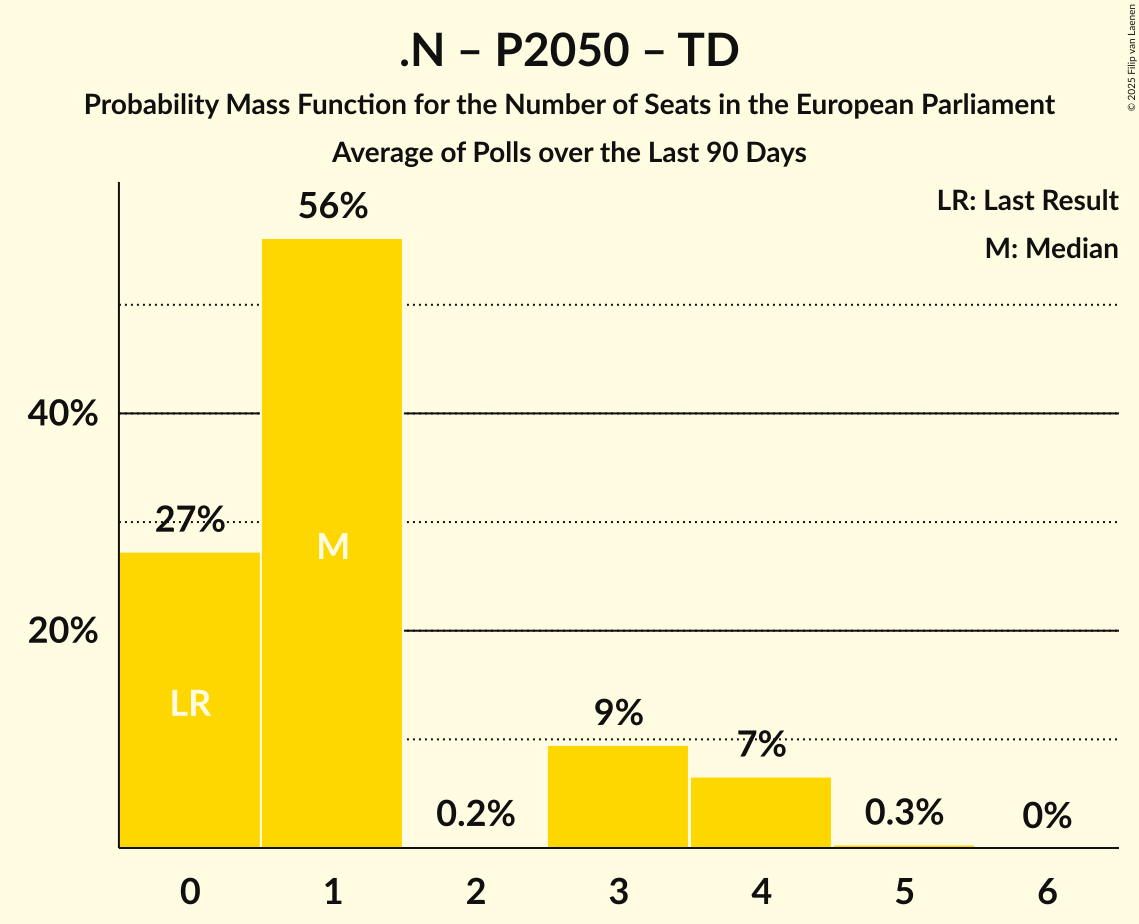 .N – P2050 – TD
Probability Mass Function for the Number of Seats in the European Parliament
Average of Polls over the Last 90 Days
© 2025 Filip van Laenen
LR: Last Result
M: Median
56%
40%
27%
M
20%
LR
9%
7%
0.2%
0.3%
0%
0 1 2 3 4 5 6